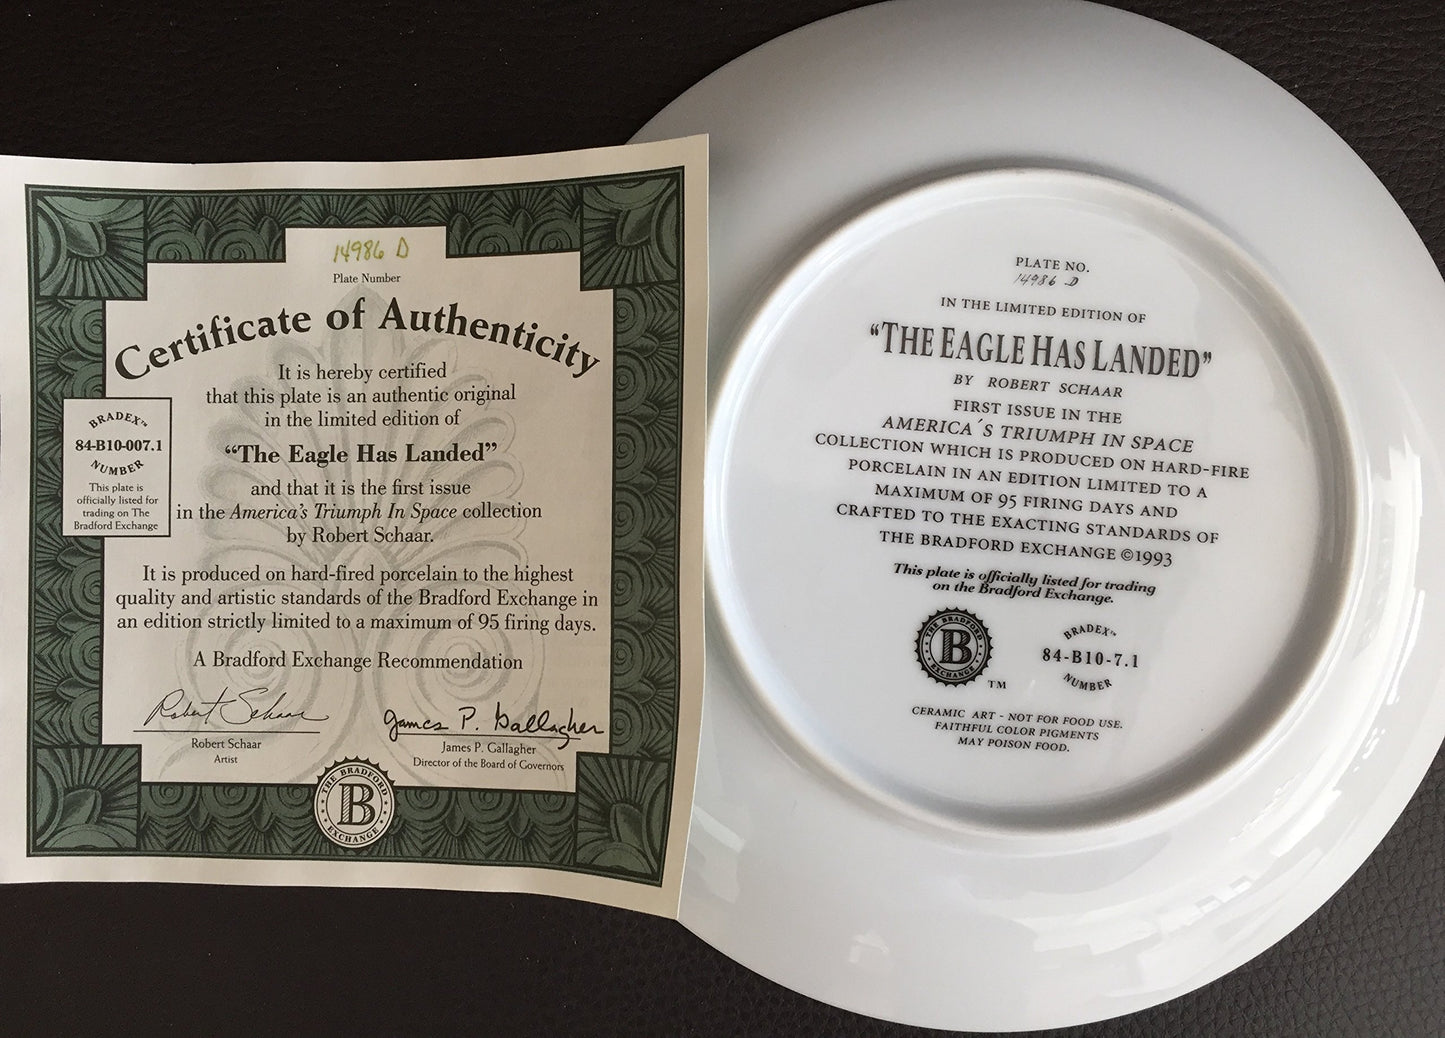 14986 D
Plate Number
Certificate of Authenticity
It is hereby certified
that this plate is an authentic original
in the limited edition of
“The Eagle Has Landed”
and that it is the first issue
in the America's Triumph In Space collection
by Robert Schaar.
It is produced on hard-fired porcelain to the highest
quality and artistic standards of the Bradford Exchange in
an edition strictly limited to a maximum of 95 firing days.
A Bradford Exchange Recommendation
BRADEX™
84-B10-007.1
NUMBER
This plate is
officially listed for
trading on The
Bradford Exchange
Robert Schaar
Robert Schaar
Artist
James P. Gallagher
James P. Gallagher
Director of the Board of Governors
THE BRADFORD
B
EXCHANGE
PLATE NO.
14986 D
IN THE LIMITED EDITION OF
“THE EAGLE HAS LANDED”
BY ROBERT SCHAAR
FIRST ISSUE IN THE
AMERICA´S TRIUMPH IN SPACE
COLLECTION WHICH IS PRODUCED ON HARD-FIRE
PORCELAIN IN AN EDITION LIMITED TO A
MAXIMUM OF 95 FIRING DAYS AND
CRAFTED TO THE EXACTING STANDARDS OF
THE BRADFORD EXCHANGE ©1993
This plate is officially listed for trading
on the Bradford Exchange.
THE BRADFORD
B
EXCHANGE
TM
BRADEX™
84-B10-7.1
NUMBER
CERAMIC ART - NOT FOR FOOD USE.
FAITHFUL COLOR PIGMENTS
MAY POISON FOOD.